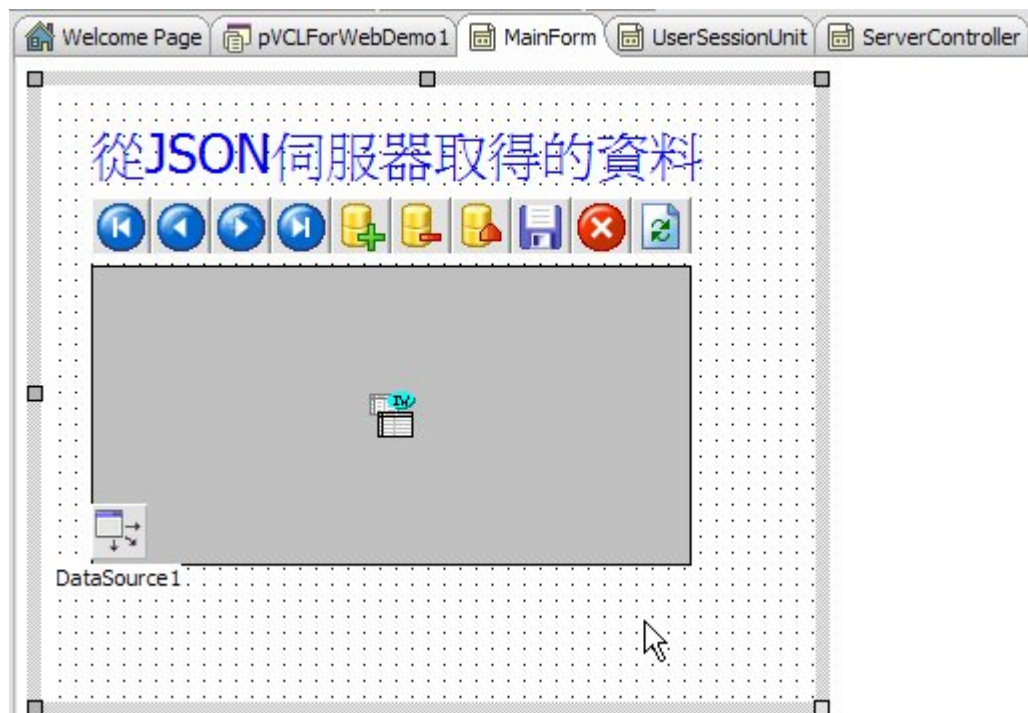 Welcome Page pVCLForWebDemo1 MainForm UserSessionUnit ServerController
從JSON伺服器取得的資料
IW
DataSource1